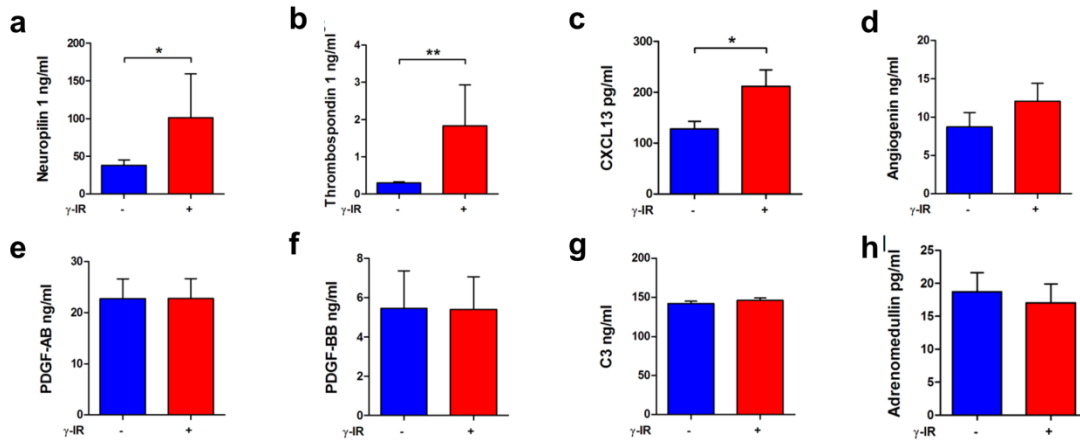 a
Neuropilin 1 ng/ml
200
150
100
50
0
*
γ-IR - +
b
Thrombospondin 1 ng/ml
4
3
2
1
0
**
γ-IR - +
c
CXCL13 pg/ml
300
200
100
0
*
γ-IR - +
d
Angiogenin ng/ml
20
15
10
5
0
γ-IR - +
e
PDGF-AB ng/ml
30
20
10
0
γ-IR - +
f
PDGF-BB ng/ml
8
6
4
2
0
γ-IR - +
g
C3 ng/ml
200
150
100
50
0
γ-IR - +
h
Adrenomedullin pg/ml
25
20
15
10
5
0
γ-IR - +